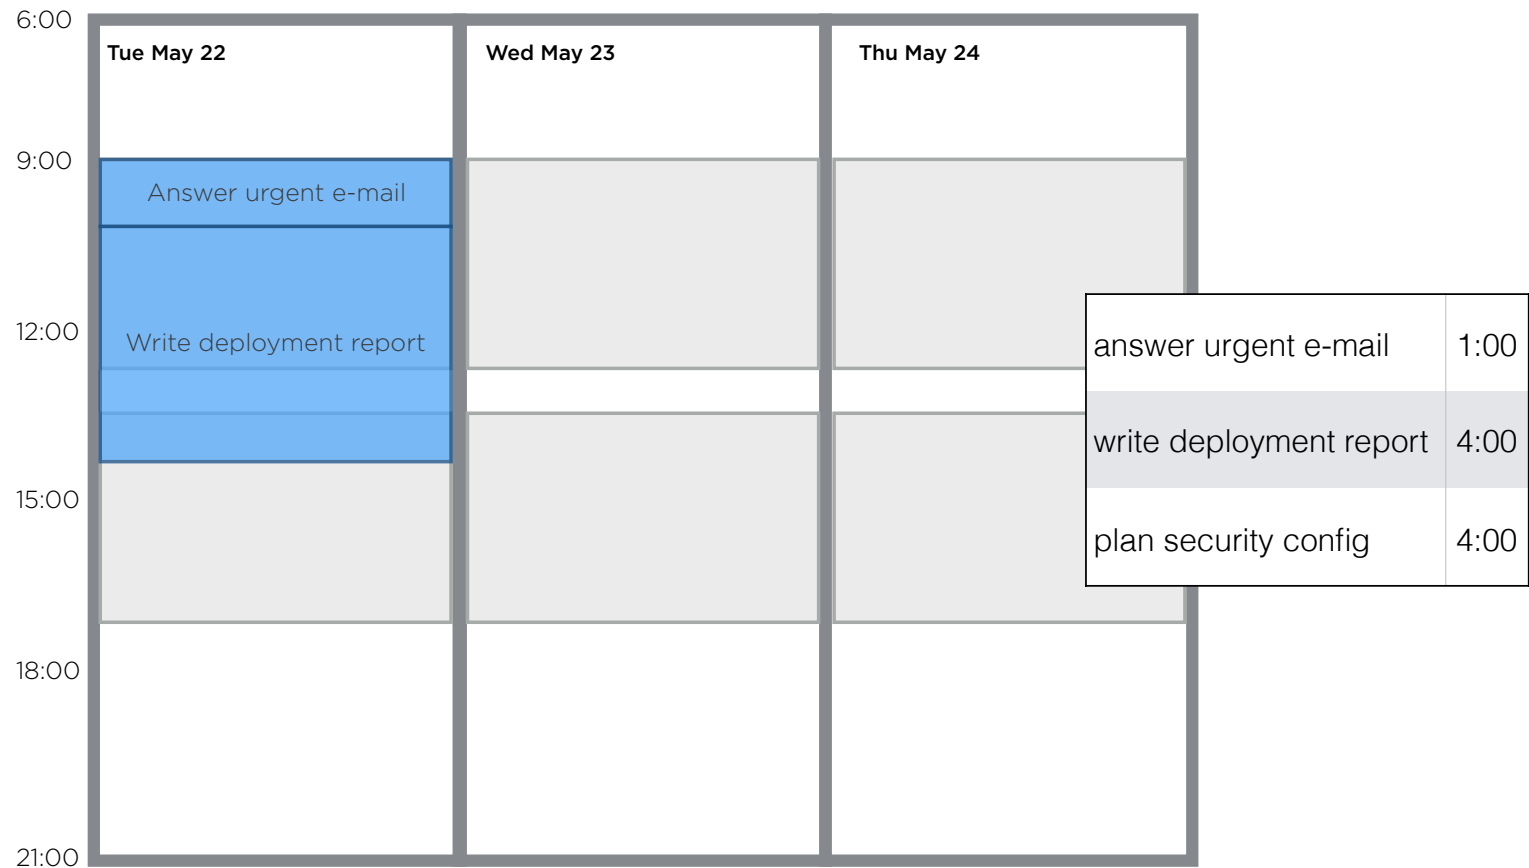 6:00
Tue May 22
Wed May 23
Thu May 24
9:00
Answer urgent e-mail
12:00
Write deployment report
15:00
18:00
21:00
answer urgent e-mail 1:00
write deployment report 4:00
plan security config 4:00